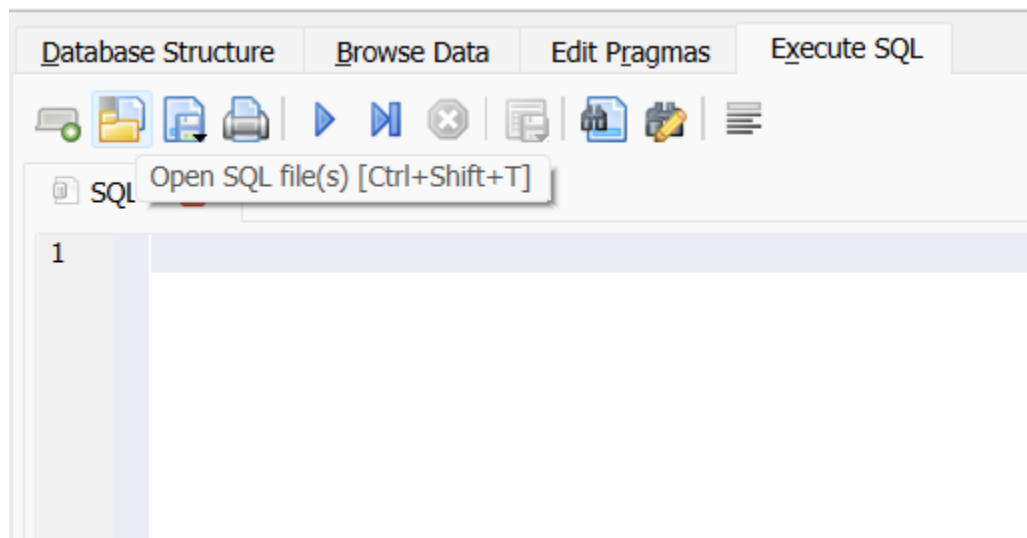 Database Structure Browse Data Edit Pragmas Execute SQL
Open SQL file(s) [Ctrl+Shift+T]
SQL
1